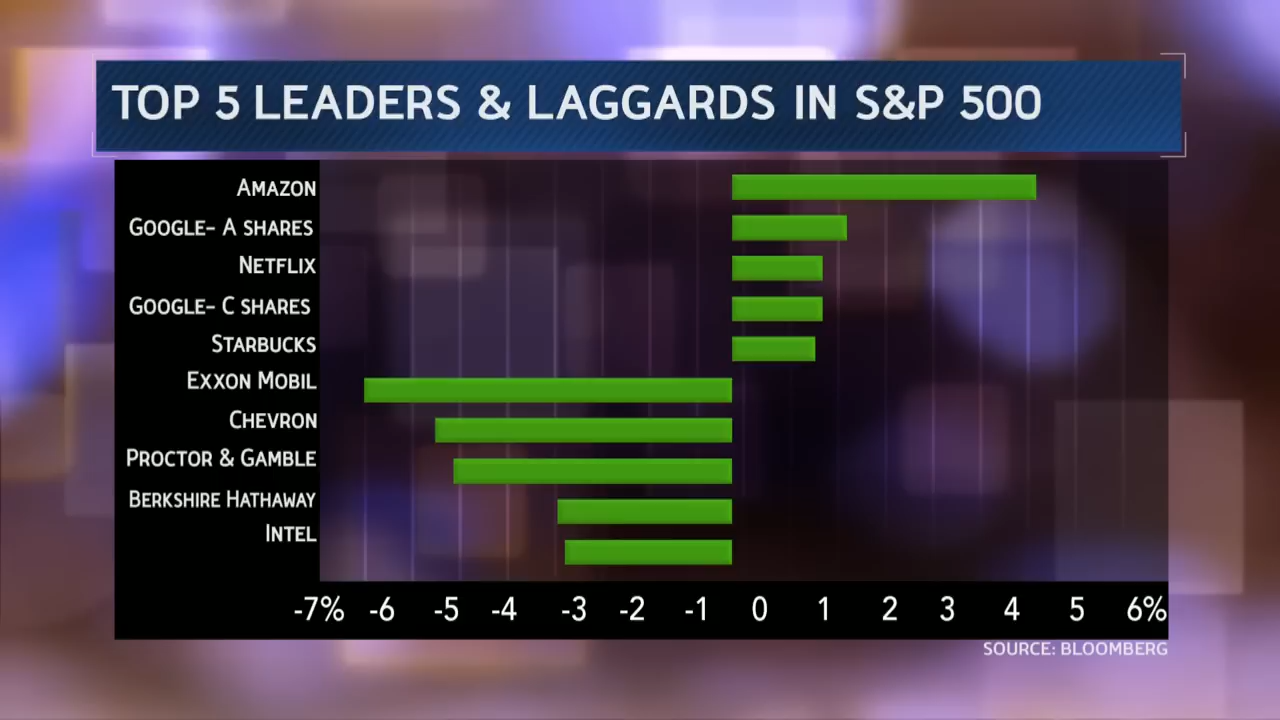 TOP 5 LEADERS & LAGGARDS IN S&P 500
AMAZON
GOOGLE- A SHARES
NETFLIX
GOOGLE- C SHARES
STARBUCKS
EXXON MOBIL
CHEVRON
PROCTOR & GAMBLE
BERKSHIRE HATHAWAY
INTEL
-7% -6 -5 -4 -3 -2 -1 0 1 2 3 4 5 6%
SOURCE: BLOOMBERG